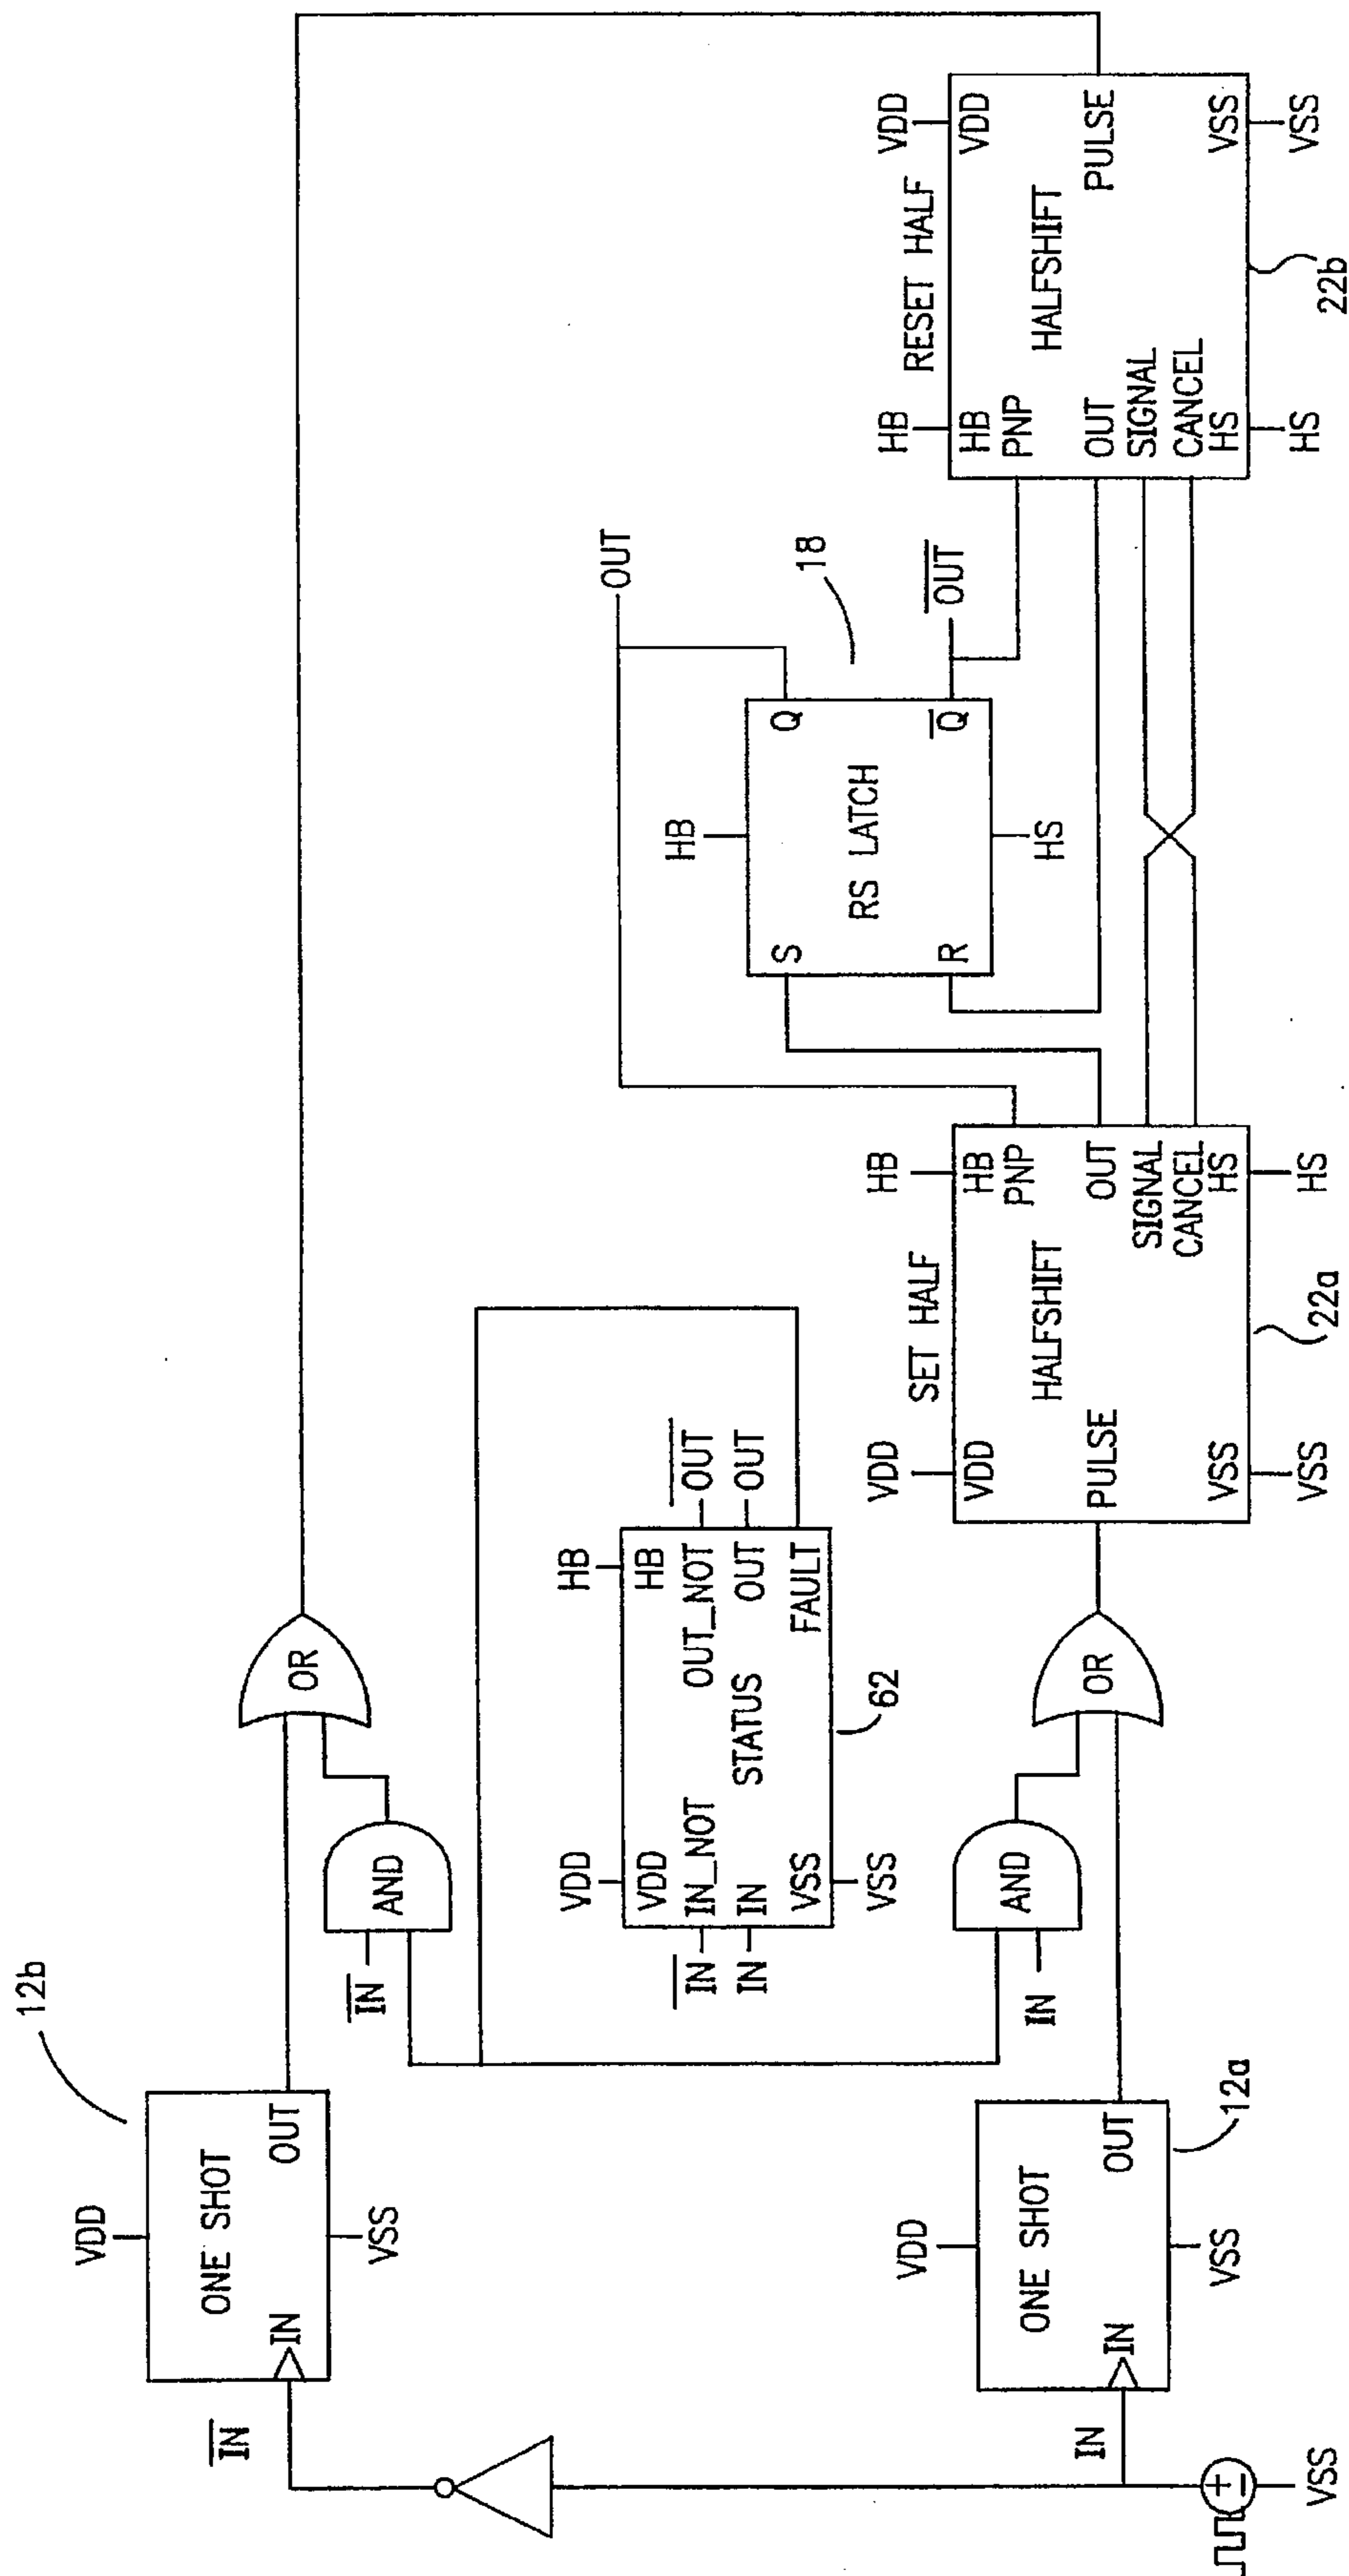 12b
VDD
ONE SHOT
IN
OUT
VSS
IN
OR
AND
IN
VDD
HB
VDD
HB
IN
IN_NOT
OUT_NOT
OUT
IN
IN
OUT
OUT
STATUS
FAULT
VSS
VSS
62
OUT
HB
18
S
Q
RS LATCH
R
Q
OUT
HS
VDD
ONE SHOT
IN
OUT
VSS
12a
IN
VSS
AND
IN
OR
SET HALF
VDD
HB
VDD
HB
PNP
HALFSHIFT
PULSE
OUT
SIGNAL
CANCEL
VSS
HS
VSS
HS
22a
RESET HALF
HB
VDD
HB
VDD
PNP
HALFSHIFT
OUT
PULSE
SIGNAL
CANCEL
HS
VSS
HS
VSS
22b